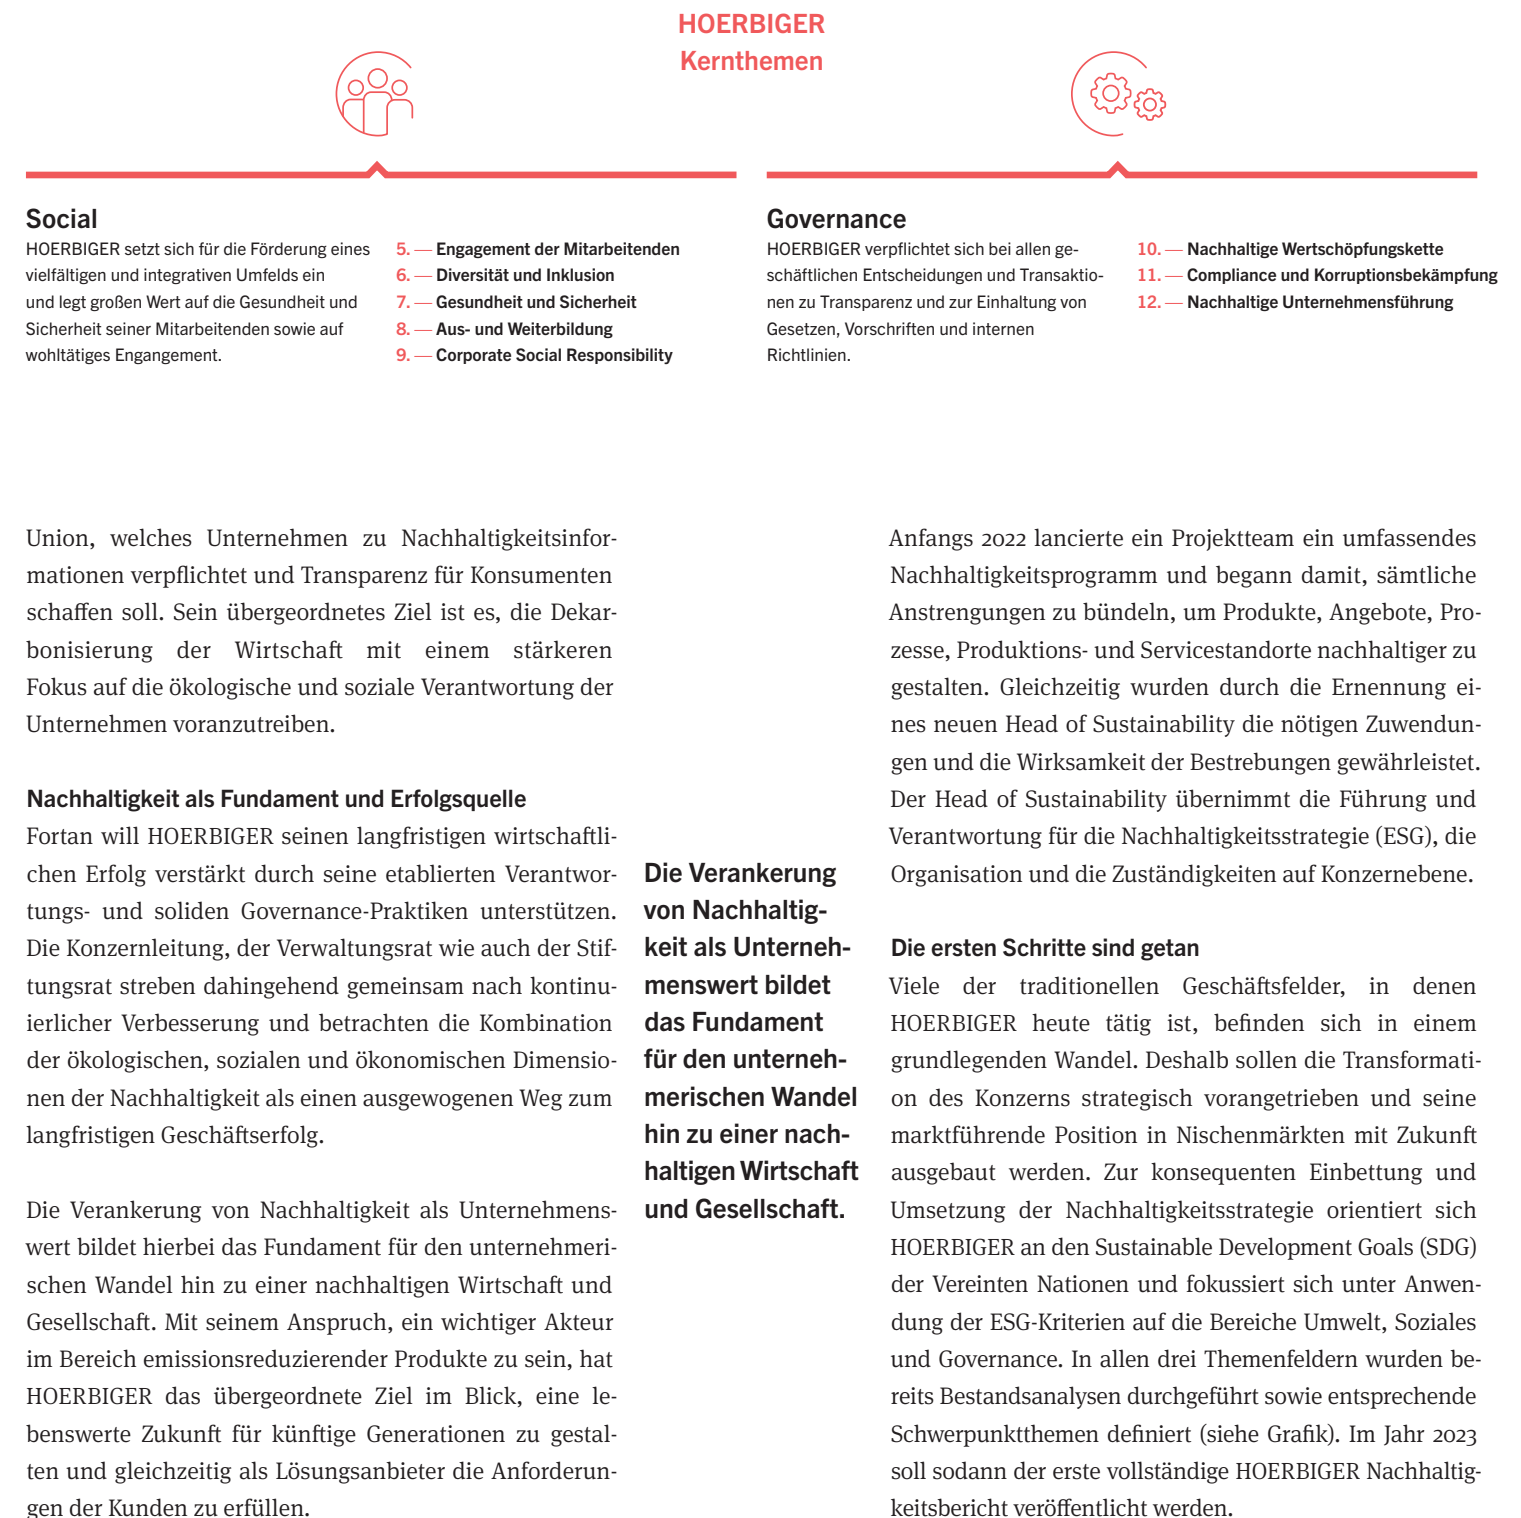 HOERBIGER
Kernthemen
Social
HOERBIGER setzt sich für die Förderung eines
vielfältigen und integrativen Umfelds ein
und legt großen Wert auf die Gesundheit und
Sicherheit seiner Mitarbeitenden sowie auf
wohltätiges Engangement.
5. — Engagement der Mitarbeitenden
6. — Diversität und Inklusion
7. — Gesundheit und Sicherheit
8. — Aus- und Weiterbildung
9. — Corporate Social Responsibility
Governance
HOERBIGER verpflichtet sich bei allen ge-
schäftlichen Entscheidungen und Transaktio-
nen zu Transparenz und zur Einhaltung von
Gesetzen, Vorschriften und internen
Richtlinien.
10. — Nachhaltige Wertschöpfungskette
11. — Compliance und Korruptionsbekämpfung
12. — Nachhaltige Unternehmensführung
Union, welches Unternehmen zu Nachhaltigkeitsinfor-
mationen verpflichtet und Transparenz für Konsumenten
schaffen soll. Sein übergeordnetes Ziel ist es, die Dekar-
bonisierung der Wirtschaft mit einem stärkeren
Fokus auf die ökologische und soziale Verantwortung der
Unternehmen voranzutreiben.
Nachhaltigkeit als Fundament und Erfolgsquelle
Fortan will HOERBIGER seinen langfristigen wirtschaftli-
chen Erfolg verstärkt durch seine etablierten Verantwor-
tungs- und soliden Governance-Praktiken unterstützen.
Die Konzernleitung, der Verwaltungsrat wie auch der Stif-
tungsrat streben dahingehend gemeinsam nach kontinu-
ierlicher Verbesserung und betrachten die Kombination
der ökologischen, sozialen und ökonomischen Dimensio-
nen der Nachhaltigkeit als einen ausgewogenen Weg zum
langfristigen Geschäftserfolg.
Die Verankerung von Nachhaltigkeit als Unternehmens-
wert bildet hierbei das Fundament für den unternehmeri-
schen Wandel hin zu einer nachhaltigen Wirtschaft und
Gesellschaft. Mit seinem Anspruch, ein wichtiger Akteur
im Bereich emissionsreduzierender Produkte zu sein, hat
HOERBIGER das übergeordnete Ziel im Blick, eine le-
benswerte Zukunft für künftige Generationen zu gestal-
ten und gleichzeitig als Lösungsanbieter die Anforderun-
gen der Kunden zu erfüllen.
Die Verankerung
von Nachhaltig-
keit als Unterneh-
menswert bildet
das Fundament
für den unterneh-
merischen Wandel
hin zu einer nach-
haltigen Wirtschaft
und Gesellschaft.
Anfangs 2022 lancierte ein Projektteam ein umfassendes
Nachhaltigkeitsprogramm und begann damit, sämtliche
Anstrengungen zu bündeln, um Produkte, Angebote, Pro-
zesse, Produktions- und Servicestandorte nachhaltiger zu
gestalten. Gleichzeitig wurden durch die Ernennung ei-
nes neuen Head of Sustainability die nötigen Zuwendun-
gen und die Wirksamkeit der Bestrebungen gewährleistet.
Der Head of Sustainability übernimmt die Führung und
Verantwortung für die Nachhaltigkeitsstrategie (ESG), die
Organisation und die Zuständigkeiten auf Konzernebene.
Die ersten Schritte sind getan
Viele der traditionellen Geschäftsfelder, in denen
HOERBIGER heute tätig ist, befinden sich in einem
grundlegenden Wandel. Deshalb sollen die Transformati-
on des Konzerns strategisch vorangetrieben und seine
marktführende Position in Nischenmärkten mit Zukunft
ausgebaut werden. Zur konsequenten Einbettung und
Umsetzung der Nachhaltigkeitsstrategie orientiert sich
HOERBIGER an den Sustainable Development Goals (SDG)
der Vereinten Nationen und fokussiert sich unter Anwen-
dung der ESG-Kriterien auf die Bereiche Umwelt, Soziales
und Governance. In allen drei Themenfeldern wurden be-
reits Bestandsanalysen durchgeführt sowie entsprechende
Schwerpunktthemen definiert (siehe Grafik). Im Jahr 2023
soll sodann der erste vollständige HOERBIGER Nachhaltig-
keitsbericht veröffentlicht werden.